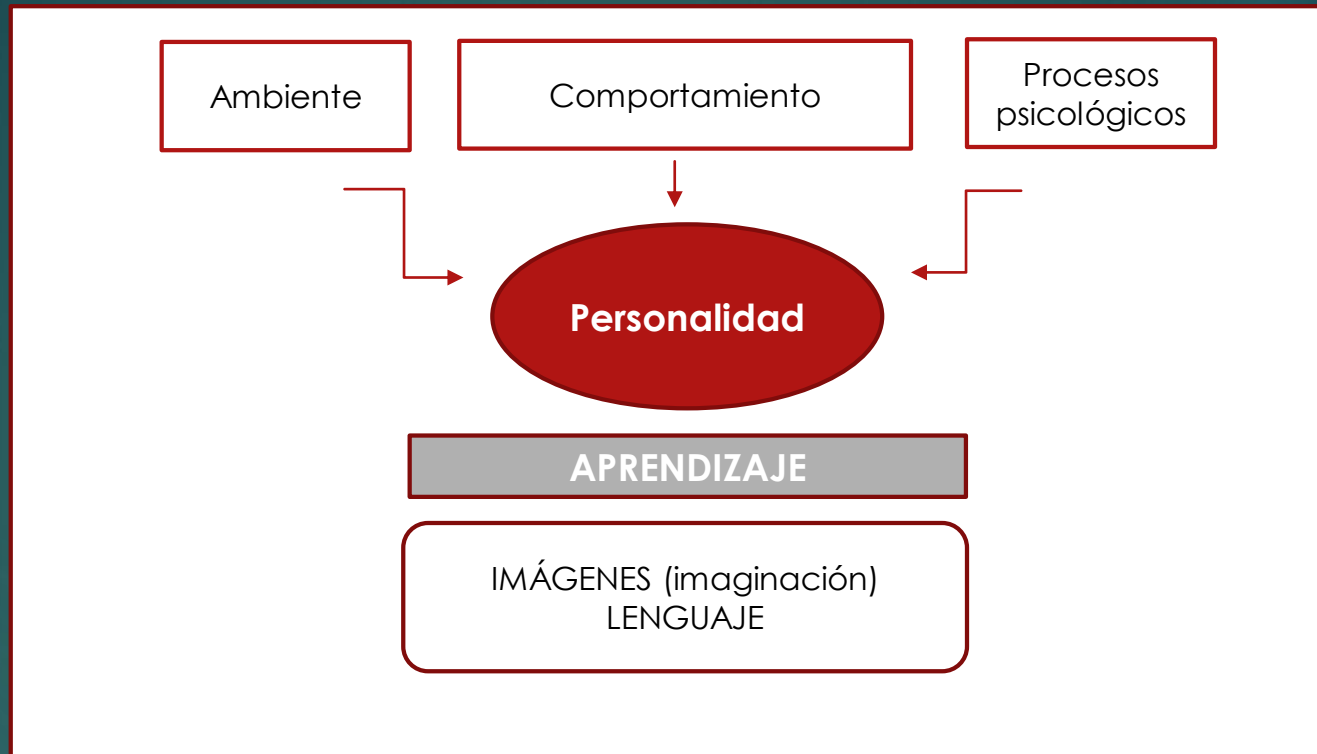 Ambiente
Comportamiento
Procesos
psicológicos
Personalidad
APRENDIZAJE
IMÁGENES (imaginación)
LENGUAJE